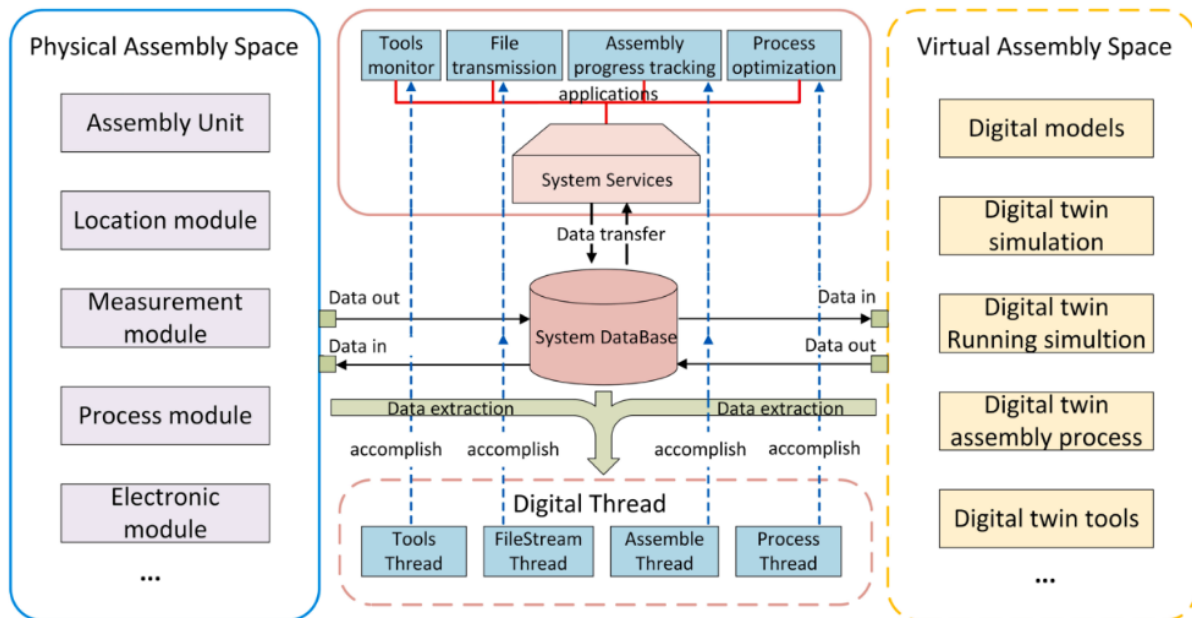 Physical Assembly Space
Assembly Unit
Location module
Measurement
module
Process module
Electronic
module
...
Tools
monitor
File
transmission
Assembly
progress tracking
Process
optimization
applications
System Services
Data transfer
Data out
Data in
System DataBase
Data in
Data out
Data extraction
Data extraction
accomplish
accomplish
accomplish
accomplish
Digital Thread
Tools
Thread
FileStream
Thread
Assemble
Thread
Process
Thread
Virtual Assembly Space
Digital models
Digital twin
simulation
Digital twin
Running simultion
Digital twin
assembly process
Digital twin tools
...